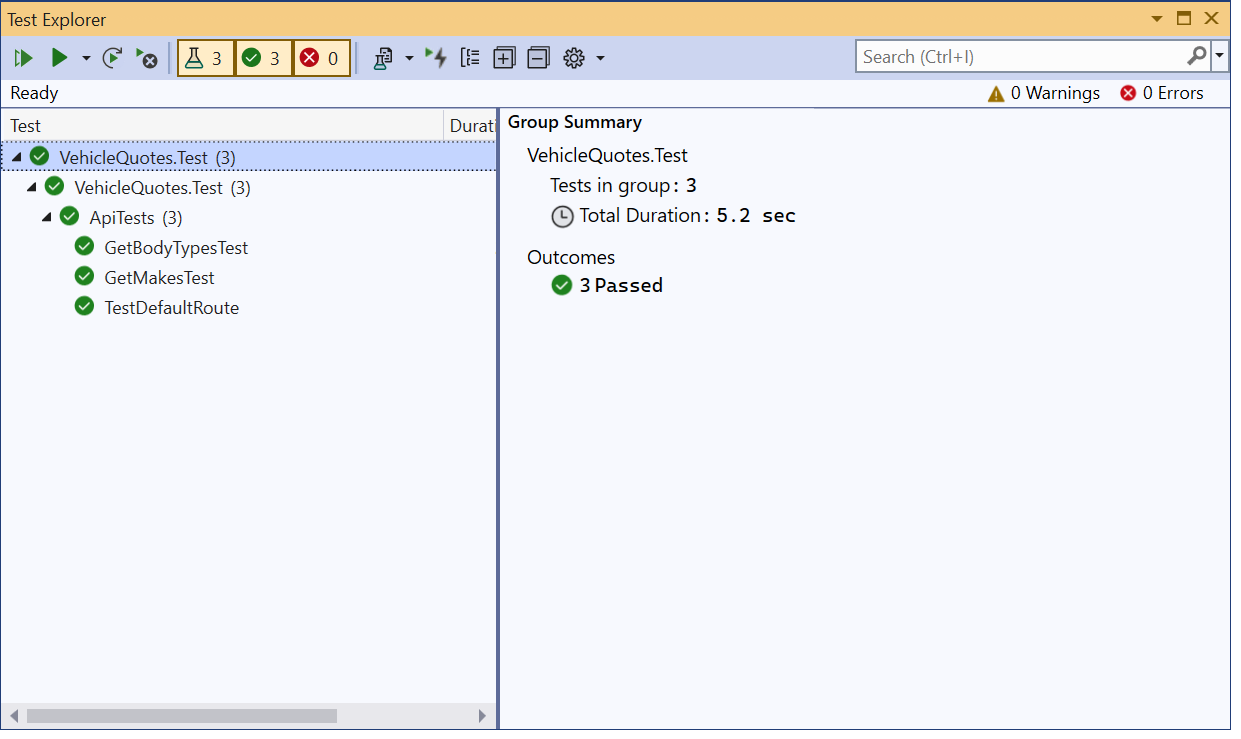 Test Explorer
3 3 0
Search (Ctrl+I)
Ready
0 Warnings 0 Errors
Test Durati
VehicleQuotes.Test (3)
VehicleQuotes.Test (3)
ApiTests (3)
GetBodyTypesTest
GetMakesTest
TestDefaultRoute
Group Summary
VehicleQuotes.Test
Tests in group: 3
Total Duration: 5.2 sec
Outcomes
3 Passed